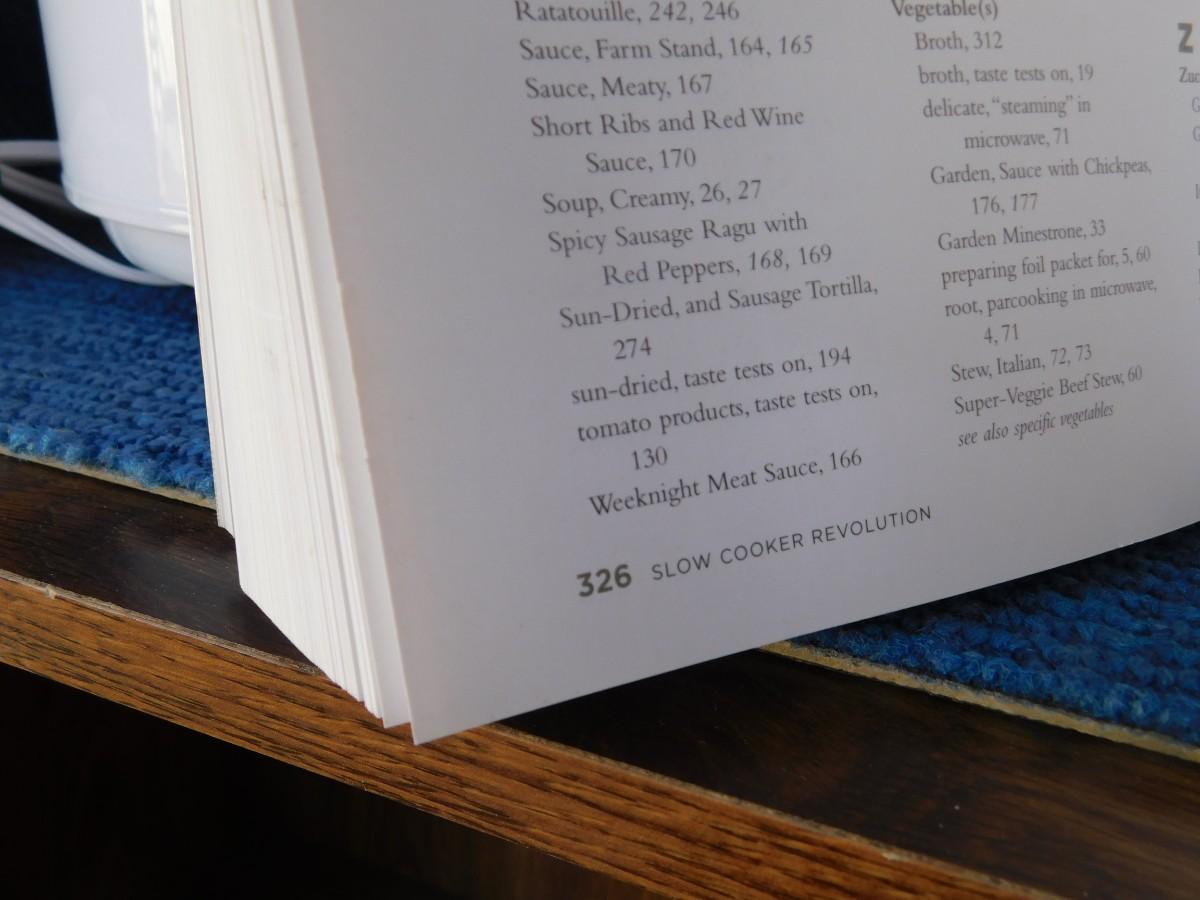 Ratatouille, 242, 246
Sauce, Farm Stand, 164, 165
Sauce, Meaty, 167
Short Ribs and Red Wine
Sauce, 170
Soup, Creamy, 26, 27
Spicy Sausage Ragu with
Red Peppers, 168, 169
Sun-Dried, and Sausage Tortilla,
274
sun-dried, taste tests on, 194
tomato products, taste tests on,
130
Weeknight Meat Sauce, 166
Vegetable(s)
Broth, 312
broth, taste tests on, 19
delicate, “steaming” in
microwave, 71
Garden, Sauce with Chickpeas,
176, 177
Garden Minestrone, 33
preparing foil packet for, 5, 60
root, parcooking in microwave,
4, 71
Stew, Italian, 72, 73
Super-Veggie Beef Stew, 60
see also specific vegetables
Z
326 SLOW COOKER REVOLUTION